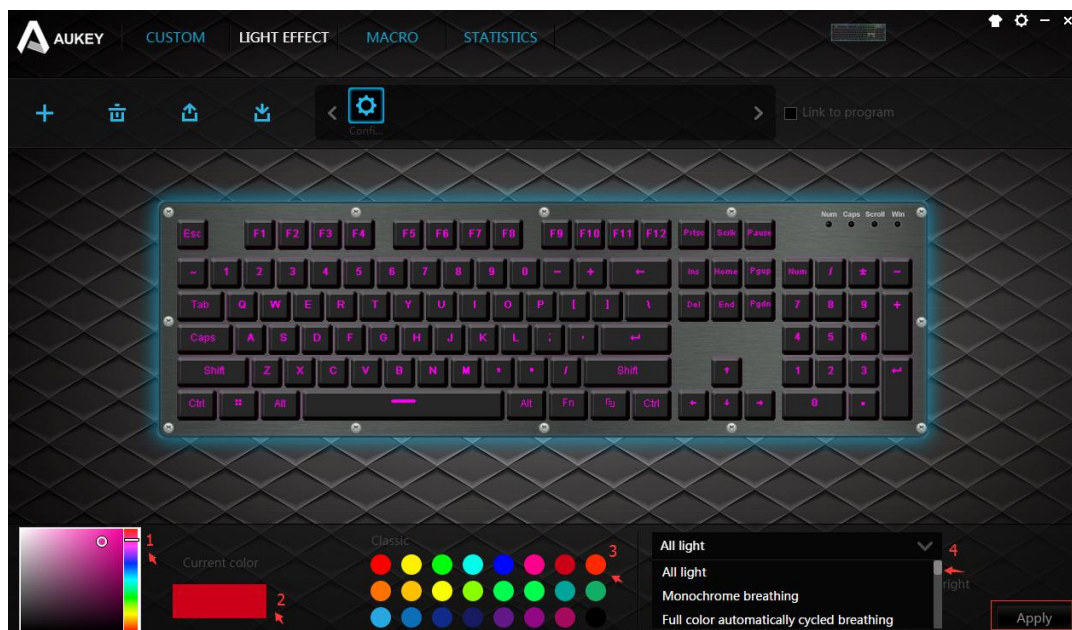 AUKEY CUSTOM LIGHT EFFECT MACRO STATISTICS
Confi... Link to program
Num Caps Scroll Win
Esc F1 F2 F3 F4 F5 F6 F7 F8 F9 F10 F11 F12 Prtsc Scrlk Pause
~ 1 2 3 4 5 6 7 8 9 0 - + ← Ins Home Pgup Num / * -
Tab Q W E R T Y U I O P [ ] \ Del End Pgdn 7 8 9 +
Caps A S D F G H J K L ; ' ↵ 4 5 6
Shift Z X C V B N M " " / Shift ↑ 1 2 3 ↵
Ctrl Alt Alt Fn Ctrl ← ↓ → 0 .
1
Current color
2
Classic
3
All light
4
All light
right
Monochrome breathing
Full color automatically cycled breathing
Apply